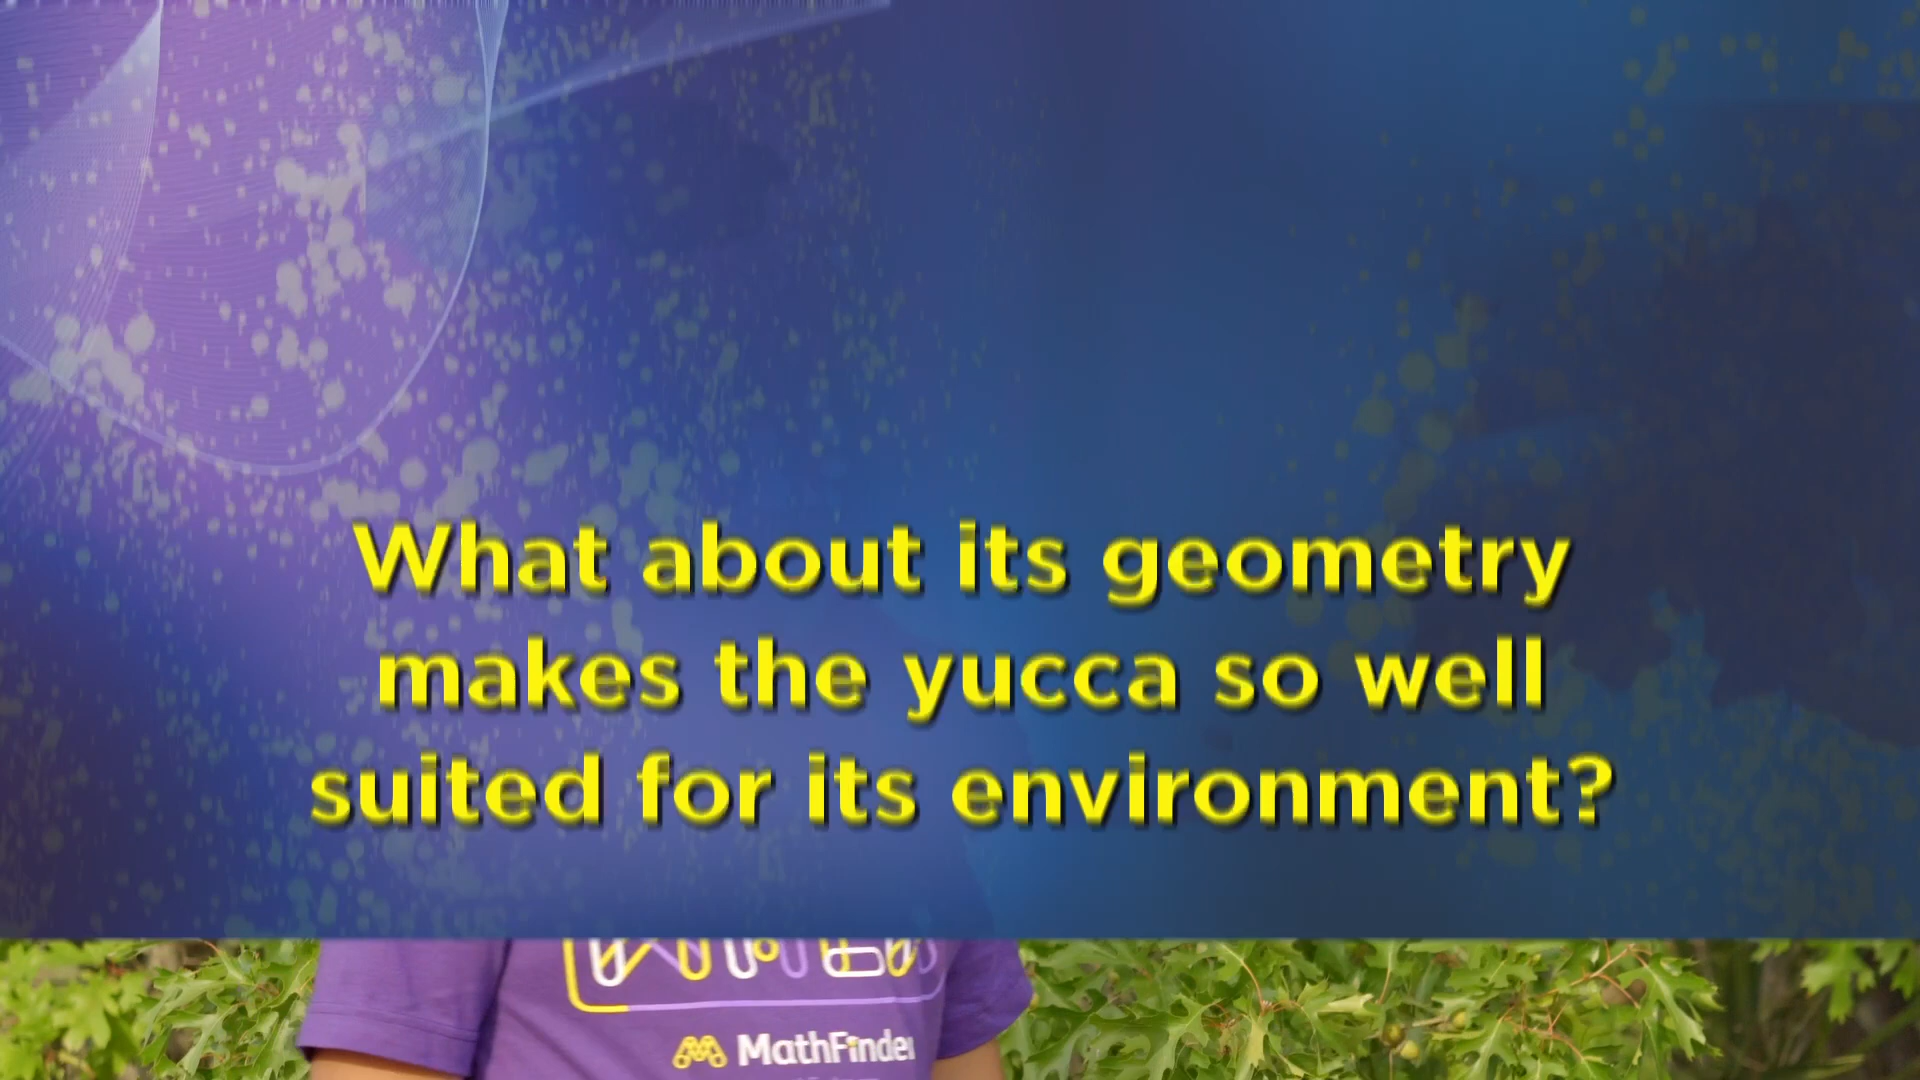 What about its geometry
makes the yucca so well
suited for its environment?
MathFinder